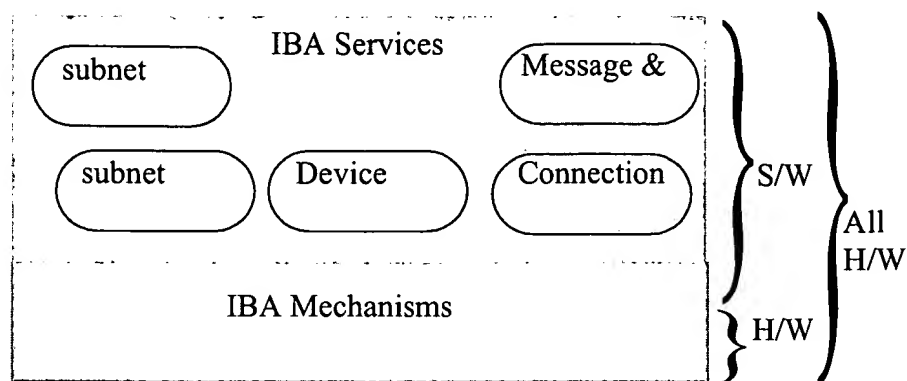 IBA Services
subnet
Message &
subnet
Device
Connection
S/W
All
H/W
IBA Mechanisms
H/W